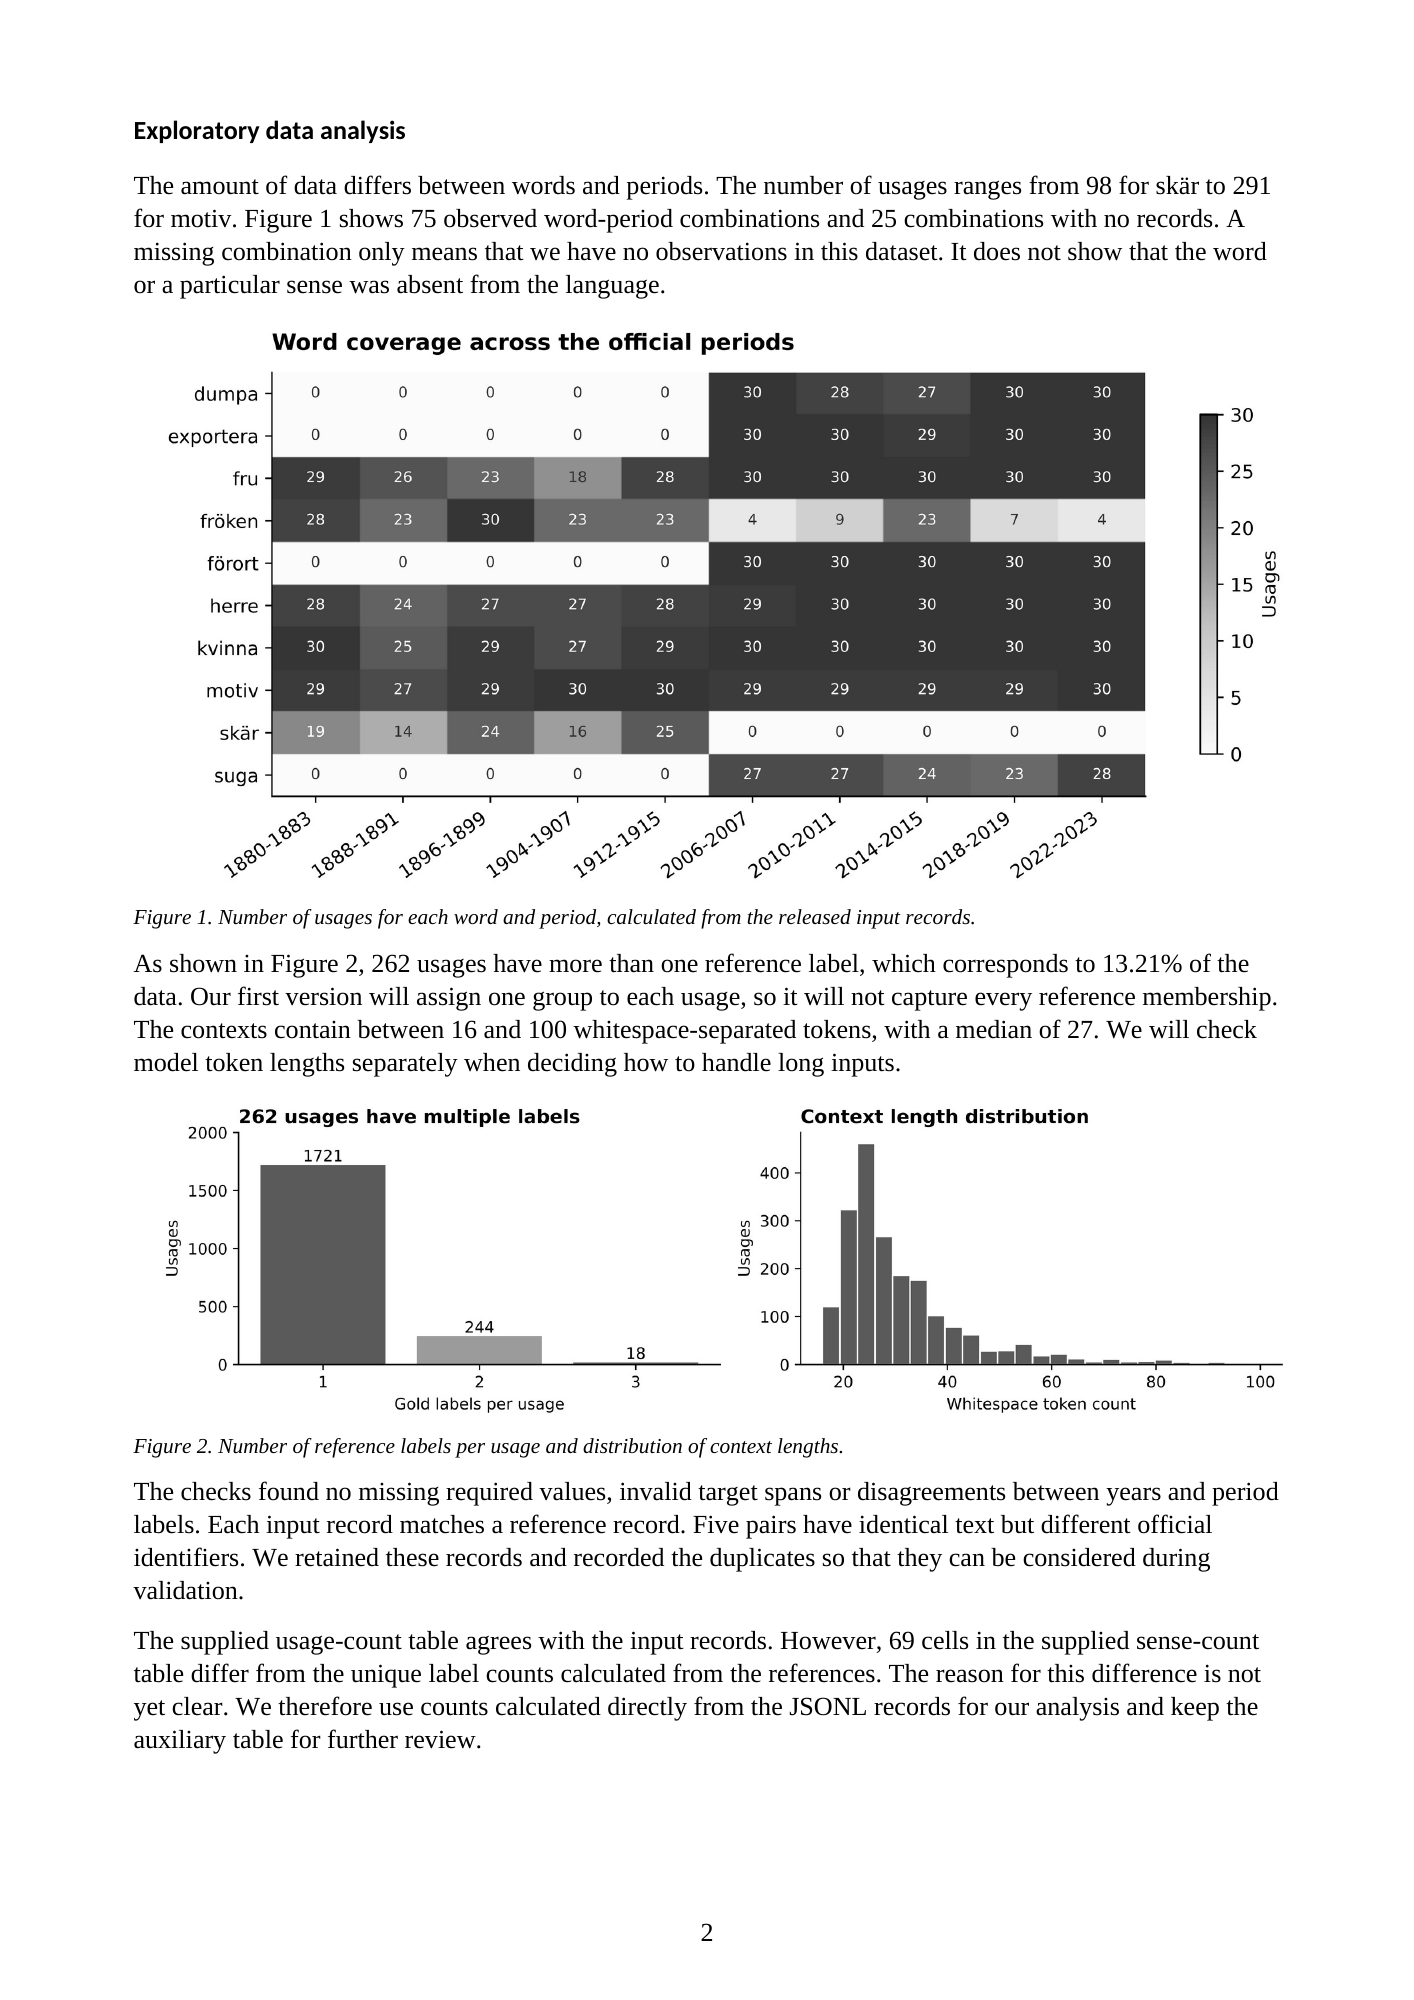 Exploratory data analysis
The amount of data differs between words and periods. The number of usages ranges from 98 for skär to 291
for motiv. Figure 1 shows 75 observed word-period combinations and 25 combinations with no records. A
missing combination only means that we have no observations in this dataset. It does not show that the word
or a particular sense was absent from the language.
Word coverage across the official periods
dumpa 0 0 0 0 0 30 28 27 30 30
exportera 0 0 0 0 0 30 30 29 30 30
fru 29 26 23 18 28 30 30 30 30 30
fröken 28 23 30 23 23 4 9 23 7 4
förort 0 0 0 0 0 30 30 30 30 30
herre 28 24 27 27 28 29 30 30 30 30
kvinna 30 25 29 27 29 30 30 30 30 30
motiv 29 27 29 30 30 29 29 29 29 30
skär 19 14 24 16 25 0 0 0 0 0
suga 0 0 0 0 0 27 27 24 23 28
1880-1883 1888-1891 1896-1899 1904-1907 1912-1915 2006-2007 2010-2011 2014-2015 2018-2019 2022-2023
30
25
20
15
10
5
0
Usages
Figure 1. Number of usages for each word and period, calculated from the released input records.
As shown in Figure 2, 262 usages have more than one reference label, which corresponds to 13.21% of the
data. Our first version will assign one group to each usage, so it will not capture every reference membership.
The contexts contain between 16 and 100 whitespace-separated tokens, with a median of 27. We will check
model token lengths separately when deciding how to handle long inputs.
262 usages have multiple labels
2000
1500
1000
500
0
Usages
1721
244
18
1 2 3
Gold labels per usage
Context length distribution
400
300
200
100
0
Usages
20 40 60 80 100
Whitespace token count
Figure 2. Number of reference labels per usage and distribution of context lengths.
The checks found no missing required values, invalid target spans or disagreements between years and period
labels. Each input record matches a reference record. Five pairs have identical text but different official
identifiers. We retained these records and recorded the duplicates so that they can be considered during
validation.
The supplied usage-count table agrees with the input records. However, 69 cells in the supplied sense-count
table differ from the unique label counts calculated from the references. The reason for this difference is not
yet clear. We therefore use counts calculated directly from the JSONL records for our analysis and keep the
auxiliary table for further review.
2